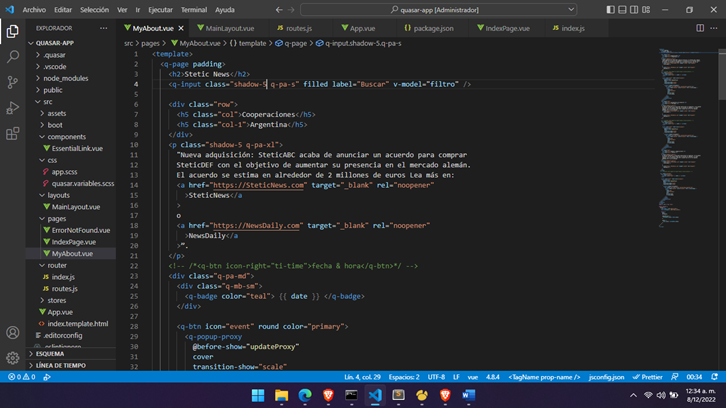 Archivo Editar Selección Ver Ir Ejecutar Terminal Ayuda
quasar-app [Administrador]
EXPLORADOR
MyAbout.vue MainLayout.vue routes.js App.vue package.json IndexPage.vue index.js
src > pages > MyAbout.vue > {} template > q-page > q-input.shadow-5.q-pa-s
QUASAR-APP
.quasar
.vscode
node_modules
public
src
assets
boot
components
EssentialLink.vue
css
app.scss
quasar.variables.scss
layouts
MainLayout.vue
pages
ErrorNotFound.vue
IndexPage.vue
MyAbout.vue
router
index.js
routes.js
stores
App.vue
index.template.html
.editorconfig
.eslintignore
ESQUEMA
LÍNEA DE TIEMPO
1 <template>
2 <q-page padding>
3 <h2>Stetic News</h2>
4 <q-input class="shadow-5 q-pa-s" filled label="Buscar" v-model="filtro" />
5
6 <div class="row">
7 <h5 class="col">Cooperaciones</h5>
8 <h5 class="col-1">Argentina</h5>
9 </div>
10 <p class="shadow-5 q-pa-xl">
11 "Nueva adquisición: SteticABC acaba de anunciar un acuerdo para comprar
12 SteticDEF con el objetivo de aumentar su presencia en el mercado alemán.
13 El acuerdo se estima en alrededor de 2 millones de euros Lea más en:
14 <a href="https://SteticNews.com" target="_blank" rel="noopener"
15 >SteticNews</a
16 >
17 o
18 <a href="https://NewsDaily.com" target="_blank" rel="noopener"
19 >NewsDaily</a
20 >".
21 </p>
22 <!-- /*<q-btn icon-right="ti-time">fecha & hora</q-btn>*/ -->
23 <div class="q-pa-md">
24 <div class="q-mb-sm">
25 <q-badge color="teal"> {{ date }} </q-badge>
26 </div>
27
28 <q-btn icon="event" round color="primary">
29 <q-popup-proxy
30 @before-show="updateProxy"
31 cover
32 transition-show="scale"
0 0 Lín. 4, col. 29 Espacios: 2 UTF-8 LF vue 4.8.4 <TagName prop-name /> jsconfig.json Prettier 00:34
12:34 a.m.
8/12/2022